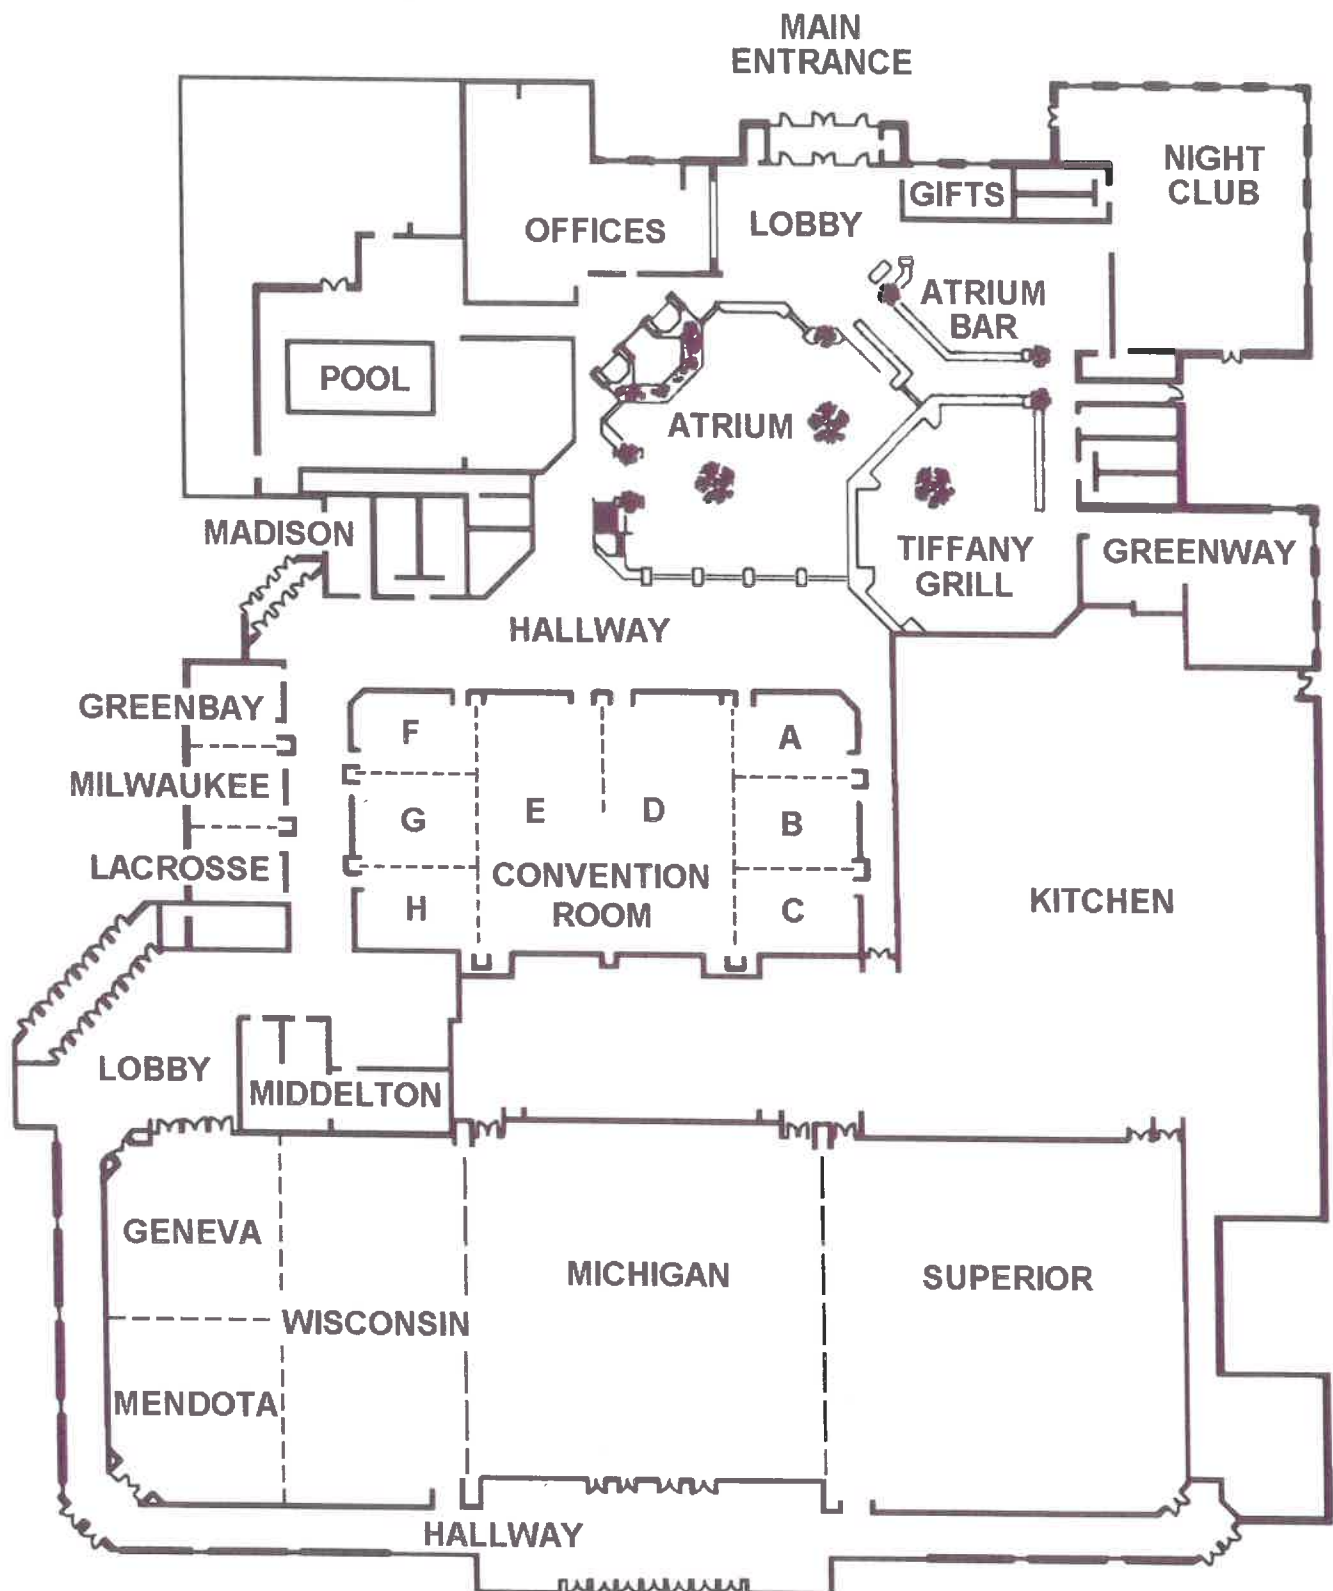 MAIN
ENTRANCE
NIGHT
CLUB
GIFTS
LOBBY
OFFICES
ATRIUM
BAR
POOL
ATRIUM
MADISON
TIFFANY
GRILL
GREENWAY
HALLWAY
GREENBAY
F
A
MILWAUKEE
G
E
D
B
LACROSSE
CONVENTION
ROOM
H
C
KITCHEN
LOBBY
MIDDELTON
GENEVA
MICHIGAN
SUPERIOR
WISCONSIN
MENDOTA
HALLWAY